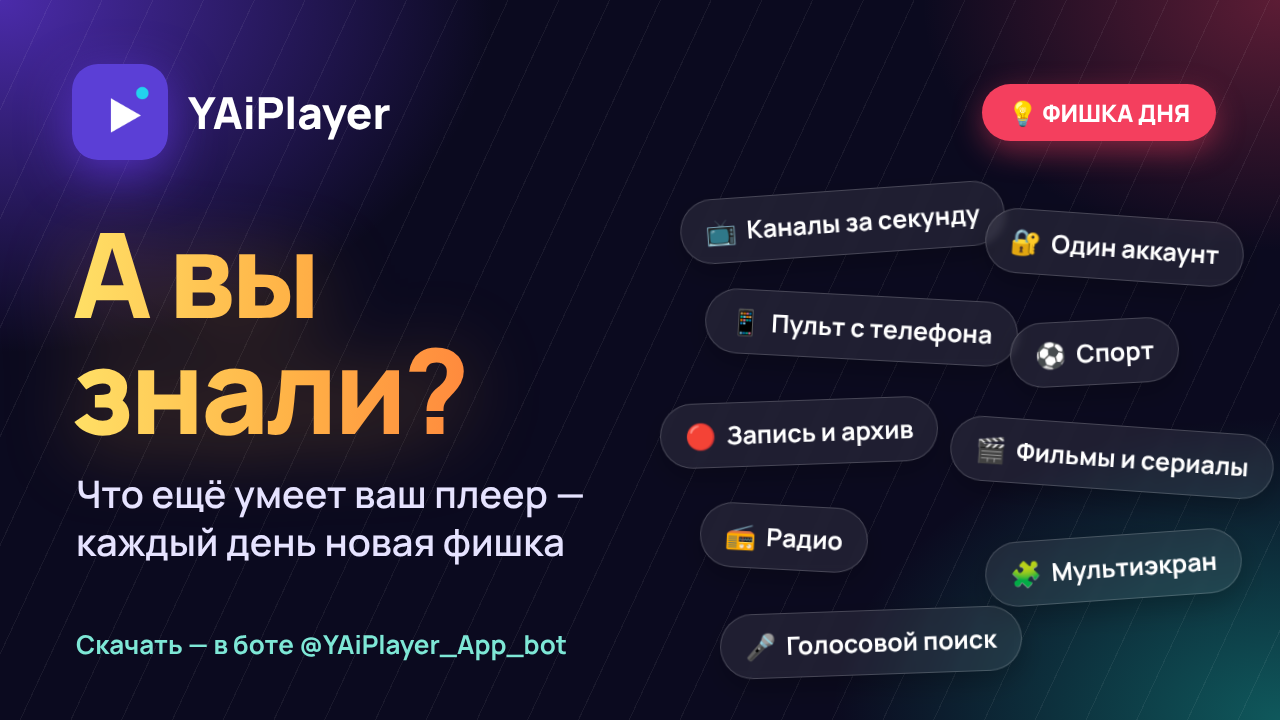 YAiPlayer
💡 ФИШКА ДНЯ
А вы
знали?
Что ещё умеет ваш плеер —
каждый день новая фишка
Скачать — в боте @YAiPlayer_App_bot
📺 Каналы за секунду
🔐 Один аккаунт
📱 Пульт с телефона
⚽ Спорт
🔴 Запись и архив
🎬 Фильмы и сериалы
📻 Радио
🧩 Мультиэкран
🎤 Голосовой поиск